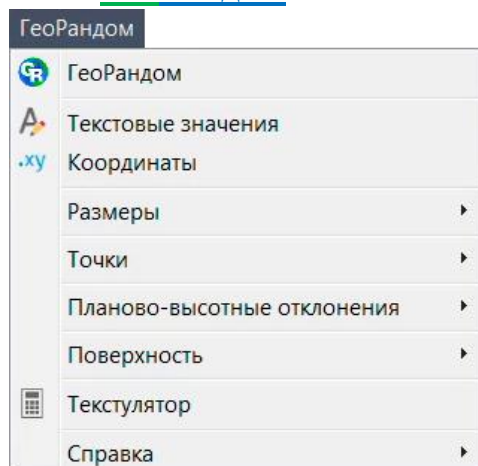 ГеоРандом
ГеоРандом
Текстовые значения
.xy Координаты
Размеры
Точки
Планово-высотные отклонения
Поверхность
Текстулятор
Справка